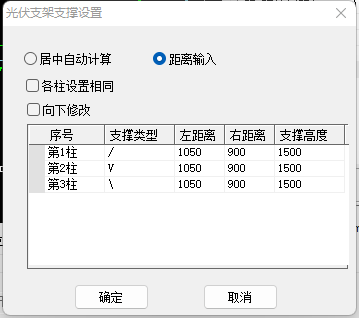 光伏支架支撑设置
居中自动计算 距离输入
各柱设置相同
向下修改
序号 支撑类型 左距离 右距离 支撑高度
第1柱 / 1050 900 1500
第2柱 V 1050 900 1500
第3柱 \ 1050 900 1500
确定 取消